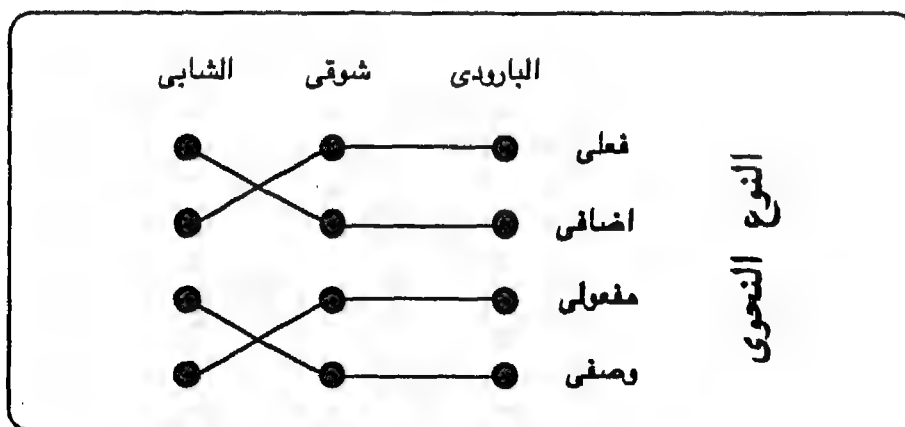 البارودى شوقى الشابى
فعلى
اضافى
مفعولى
وصفى
النوع النحوى